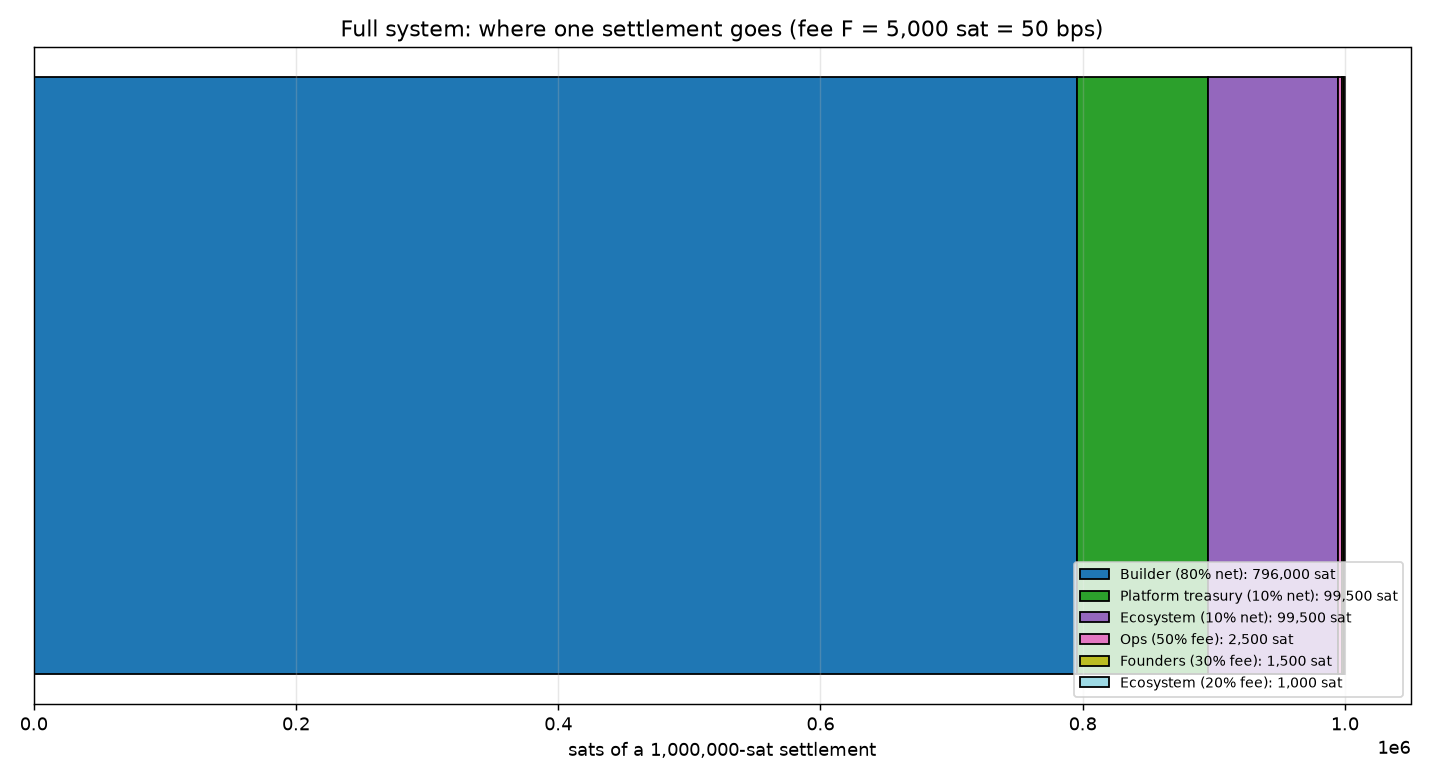 Full system: where one settlement goes (fee F = 5,000 sat = 50 bps)
Builder (80% net): 796,000 sat
Platform treasury (10% net): 99,500 sat
Ecosystem (10% net): 99,500 sat
Ops (50% fee): 2,500 sat
Founders (30% fee): 1,500 sat
Ecosystem (20% fee): 1,000 sat
0.0 0.2 0.4 0.6 0.8 1.0
1e6
sats of a 1,000,000-sat settlement